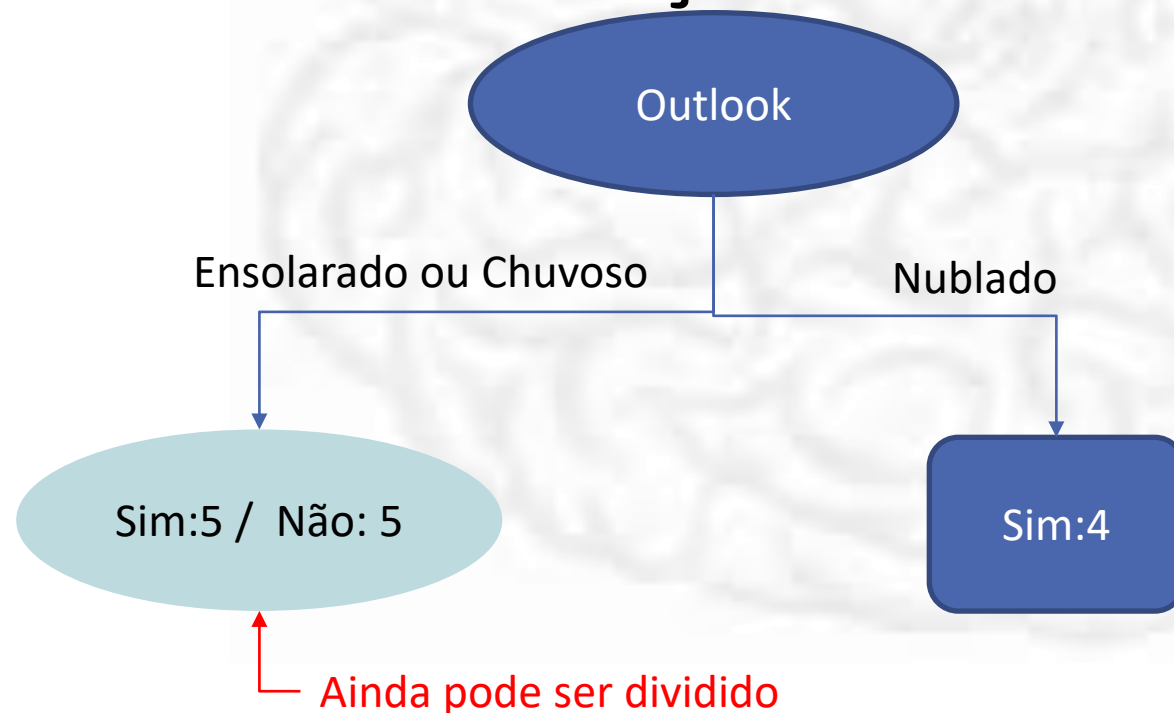 Outlook
Ensolarado ou Chuvoso
Nublado
Sim:5 / Não: 5
Sim:4
Ainda pode ser dividido